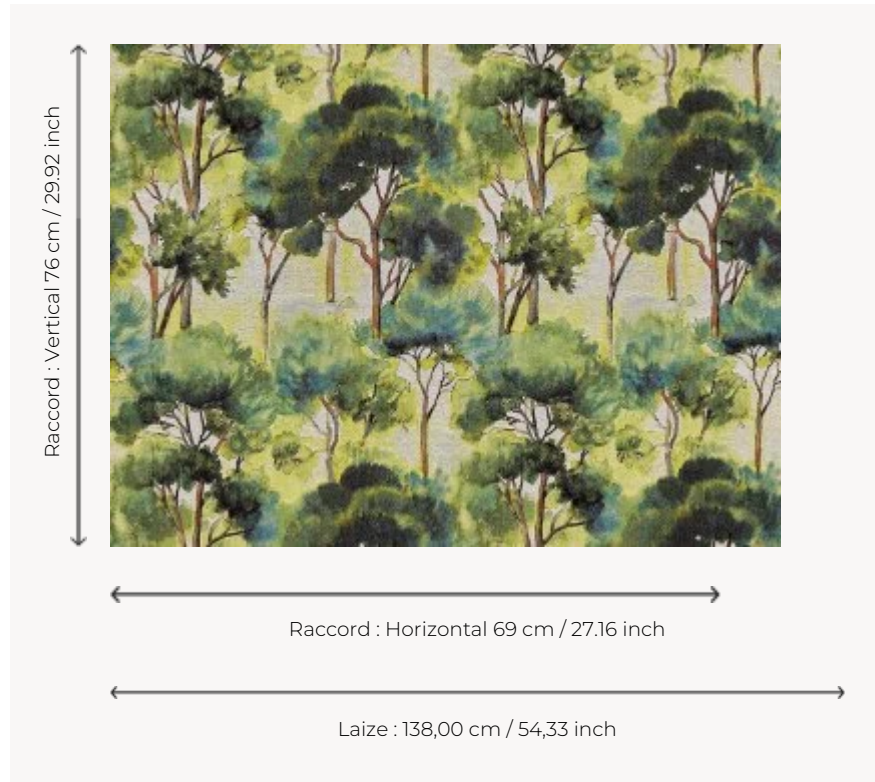 Raccord : Vertical 76 cm / 29.92 inch
Raccord : Horizontal 69 cm / 27.16 inch
Laize : 138,00 cm / 54,33 inch